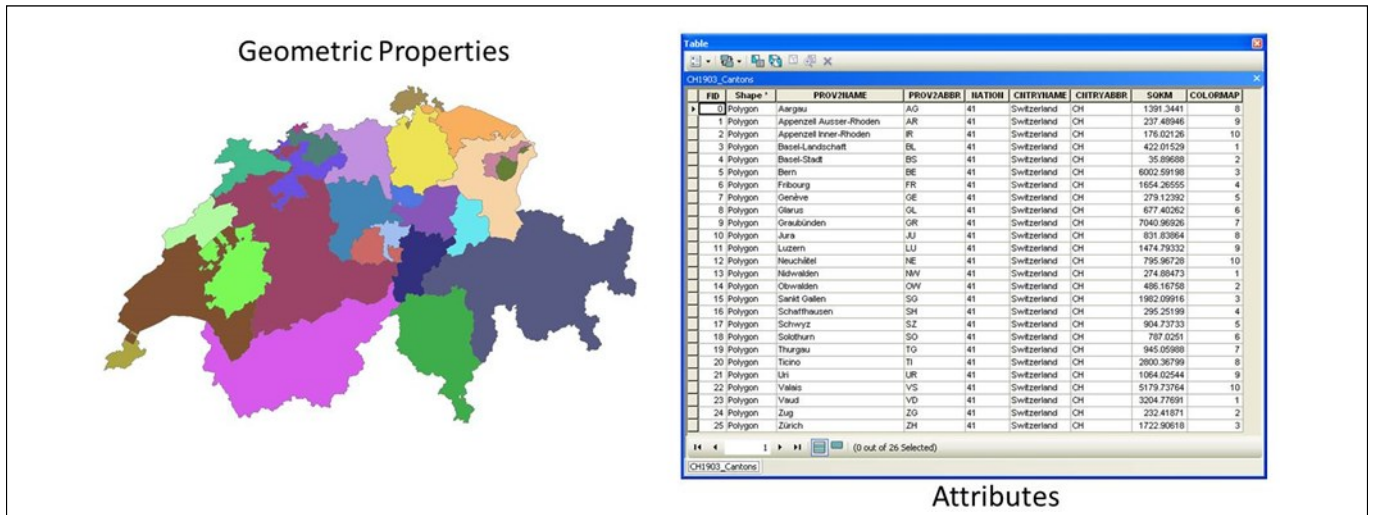 Geometric Properties
Table
CH1903_Cantons
FID Shape * PROV2NAME PROV2ABBR NATION CNTRYNAME CNTRYABBR SQKM COLORMAP
0 Polygon Aargau AG 41 Switzerland CH 1391.3441 8
1 Polygon Appenzell Ausser-Rhoden AR 41 Switzerland CH 237.48946 9
2 Polygon Appenzell Inner-Rhoden IR 41 Switzerland CH 176.02126 10
3 Polygon Basel-Landschaft BL 41 Switzerland CH 422.01529 1
4 Polygon Basel-Stadt BS 41 Switzerland CH 35.89688 2
5 Polygon Bern BE 41 Switzerland CH 6002.59198 3
6 Polygon Fribourg FR 41 Switzerland CH 1654.26555 4
7 Polygon Genève GE 41 Switzerland CH 279.12392 5
8 Polygon Glarus GL 41 Switzerland CH 677.40262 6
9 Polygon Graubünden GR 41 Switzerland CH 7040.96926 7
10 Polygon Jura JU 41 Switzerland CH 831.83864 8
11 Polygon Luzern LU 41 Switzerland CH 1474.79332 9
12 Polygon Neuchâtel NE 41 Switzerland CH 795.96728 10
13 Polygon Nidwalden NW 41 Switzerland CH 274.88473 1
14 Polygon Obwalden OW 41 Switzerland CH 486.16758 2
15 Polygon Sankt Gallen SG 41 Switzerland CH 1982.09916 3
16 Polygon Schaffhausen SH 41 Switzerland CH 295.25199 4
17 Polygon Schwyz SZ 41 Switzerland CH 904.73733 5
18 Polygon Solothurn SO 41 Switzerland CH 787.0251 6
19 Polygon Thurgau TG 41 Switzerland CH 945.05988 7
20 Polygon Ticino TI 41 Switzerland CH 2800.36799 8
21 Polygon Uri UR 41 Switzerland CH 1064.02544 9
22 Polygon Valais VS 41 Switzerland CH 5179.73764 10
23 Polygon Vaud VD 41 Switzerland CH 3204.77691 1
24 Polygon Zug ZG 41 Switzerland CH 232.41871 2
25 Polygon Zürich ZH 41 Switzerland CH 1722.90618 3
1 (0 out of 26 Selected)
CH1903_Cantons
Attributes